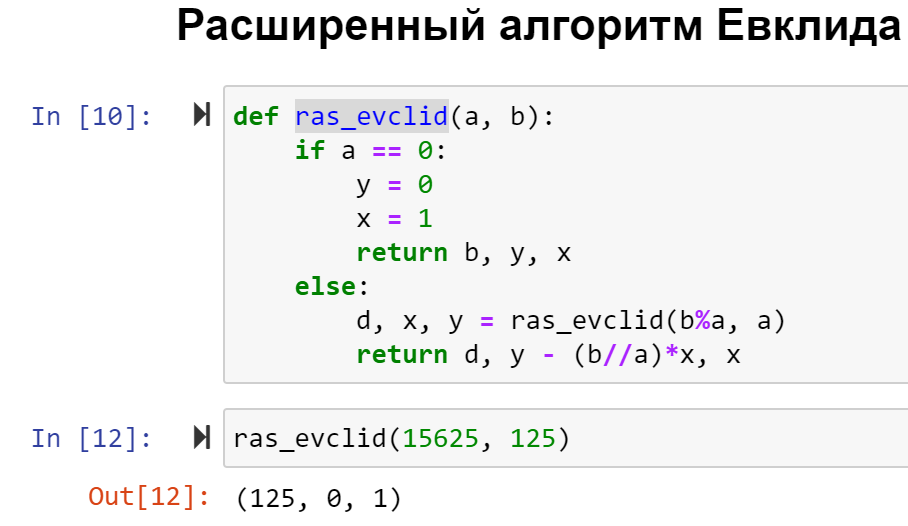 Расширенный алгоритм Евклида
In [10]: def ras_evclid(a, b):
    if a == 0:
        y = 0
        x = 1
        return b, y, x
    else:
        d, x, y = ras_evclid(b%a, a)
        return d, y - (b//a)*x, x
In [12]: ras_evclid(15625, 125)
Out[12]: (125, 0, 1)